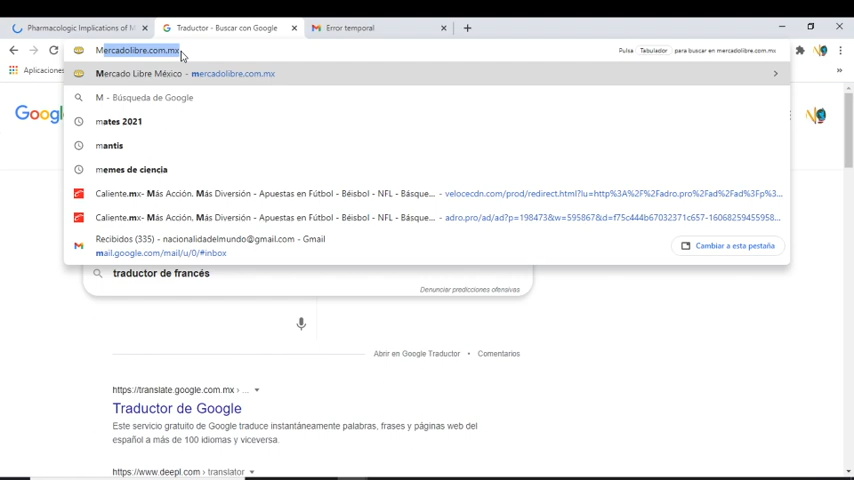 Pharmacologic Implications of M
Traductor - Buscar con Google
Error temporal
Mercadolibre.com.mx
Pulsa Tabulador para buscar en mercadolibre.com.mx
Aplicaciones
Mercado Libre México - mercadolibre.com.mx
M - Búsqueda de Google
mates 2021
mantis
memes de ciencia
Caliente.mx- Más Acción. Más Diversión - Apuestas en Fútbol - Béisbol - NFL - Básque... - velocecdn.com/prod/redirect.html?lu=http%3A%2F%2Fadro.pro%2Fad%2Fad%3Fp%3...
Caliente.mx- Más Acción. Más Diversión - Apuestas en Fútbol - Béisbol - NFL - Básque... - adro.pro/ad/ad?p=198473&w=595867&d=f75c444b67032371c657-16068259455958...
Recibidos (335) - nacionalidadelmundo@gmail.com - Gmail
mail.google.com/mail/u/0/#inbox
Cambiar a esta pestaña
Google
traductor de francés
Denunciar predicciones ofensivas
Abrir en Google Traductor • Comentarios
https://translate.google.com.mx › ...
Traductor de Google
Este servicio gratuito de Google traduce instantáneamente palabras, frases y páginas web del
español a más de 100 idiomas y viceversa.
https://www.deepl.com › translator